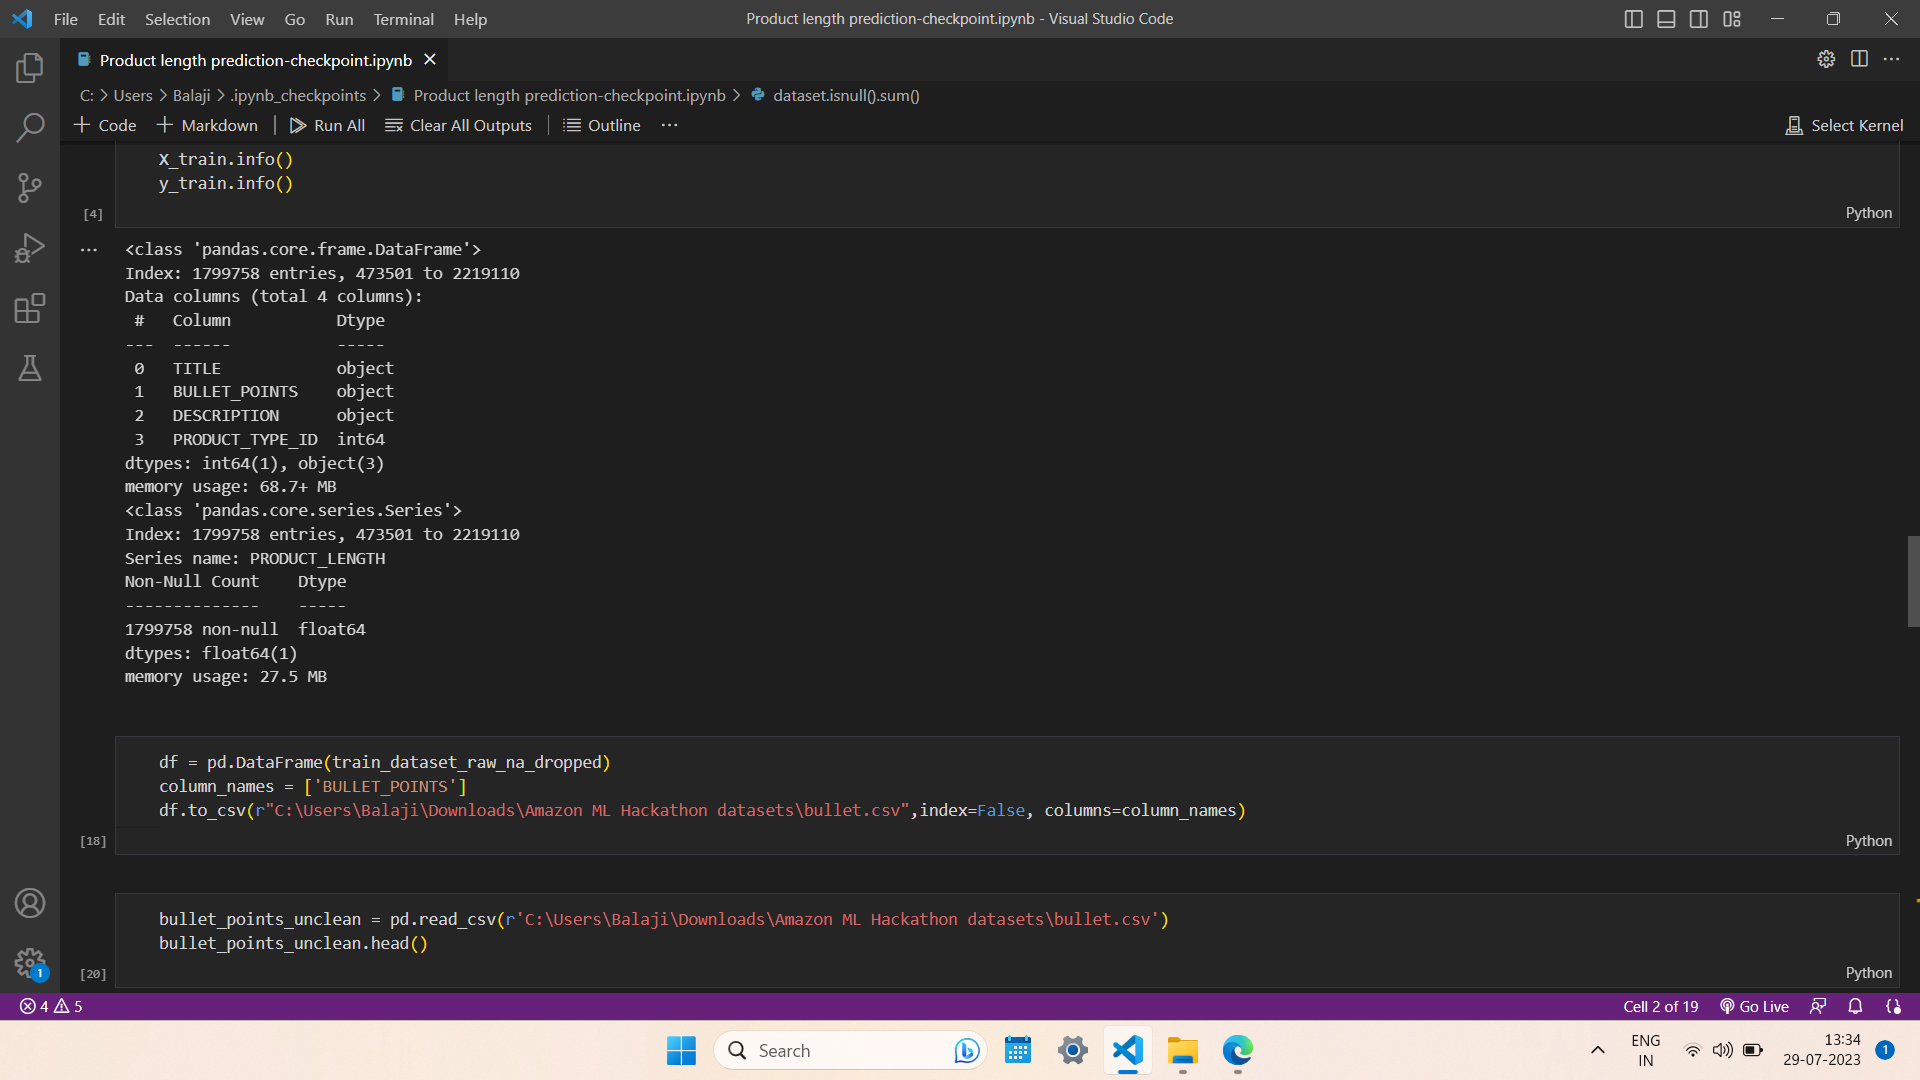 File Edit Selection View Go Run Terminal Help
Product length prediction-checkpoint.ipynb - Visual Studio Code
Product length prediction-checkpoint.ipynb
C: > Users > Balaji > .ipynb_checkpoints > Product length prediction-checkpoint.ipynb > dataset.isnull().sum()
+ Code + Markdown | Run All Clear All Outputs | Outline ...
Select Kernel
X_train.info()
y_train.info()
[4]
Python
...
<class 'pandas.core.frame.DataFrame'>
Index: 1799758 entries, 473501 to 2219110
Data columns (total 4 columns):
 #   Column           Dtype
---  ------           -----
 0   TITLE            object
 1   BULLET_POINTS    object
 2   DESCRIPTION      object
 3   PRODUCT_TYPE_ID  int64
dtypes: int64(1), object(3)
memory usage: 68.7+ MB
<class 'pandas.core.series.Series'>
Index: 1799758 entries, 473501 to 2219110
Series name: PRODUCT_LENGTH
Non-Null Count    Dtype
--------------    -----
1799758 non-null  float64
dtypes: float64(1)
memory usage: 27.5 MB
df = pd.DataFrame(train_dataset_raw_na_dropped)
column_names = ['BULLET_POINTS']
df.to_csv(r"C:\Users\Balaji\Downloads\Amazon ML Hackathon datasets\bullet.csv",index=False, columns=column_names)
[18]
Python
bullet_points_unclean = pd.read_csv(r'C:\Users\Balaji\Downloads\Amazon ML Hackathon datasets\bullet.csv')
bullet_points_unclean.head()
[20]
Python
1
4 5
Cell 2 of 19 Go Live
Search
ENG
IN
13:34
29-07-2023
1